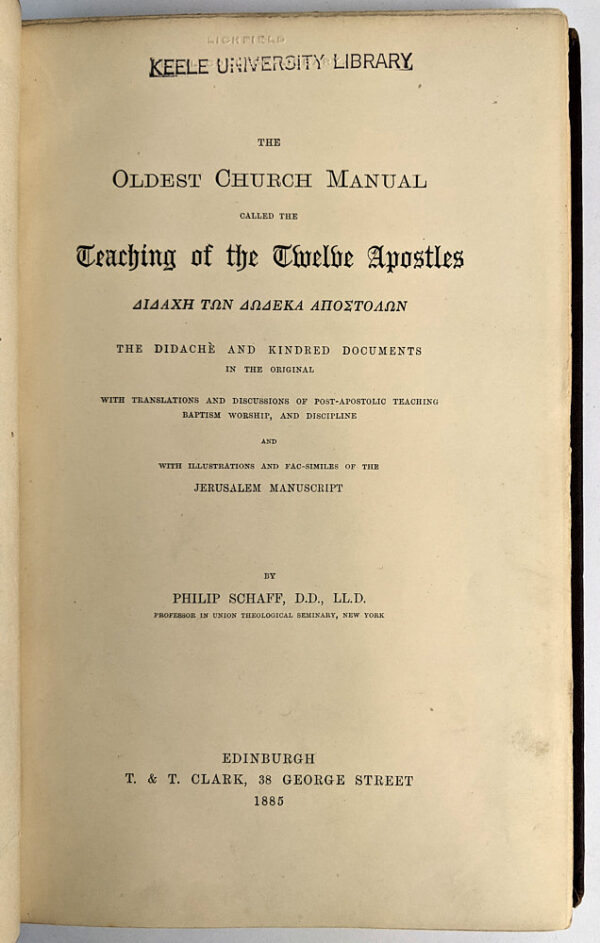 LICHFIELD
KEELE UNIVERSITY LIBRARY
THE
OLDEST CHURCH MANUAL
CALLED THE
Teaching of the Twelve Apostles
ΔΙΔΑΧΗ ΤΩΝ ΔΩΔΕΚΑ ΑΠΟΣΤΟΛΩΝ
THE DIDACHÈ AND KINDRED DOCUMENTS
IN THE ORIGINAL
WITH TRANSLATIONS AND DISCUSSIONS OF POST-APOSTOLIC TEACHING
BAPTISM WORSHIP, AND DISCIPLINE
AND
WITH ILLUSTRATIONS AND FAC-SIMILES OF THE
JERUSALEM MANUSCRIPT
BY
PHILIP SCHAFF, D.D., LL.D.
PROFESSOR IN UNION THEOLOGICAL SEMINARY, NEW YORK
EDINBURGH
T. & T. CLARK, 38 GEORGE STREET
1885